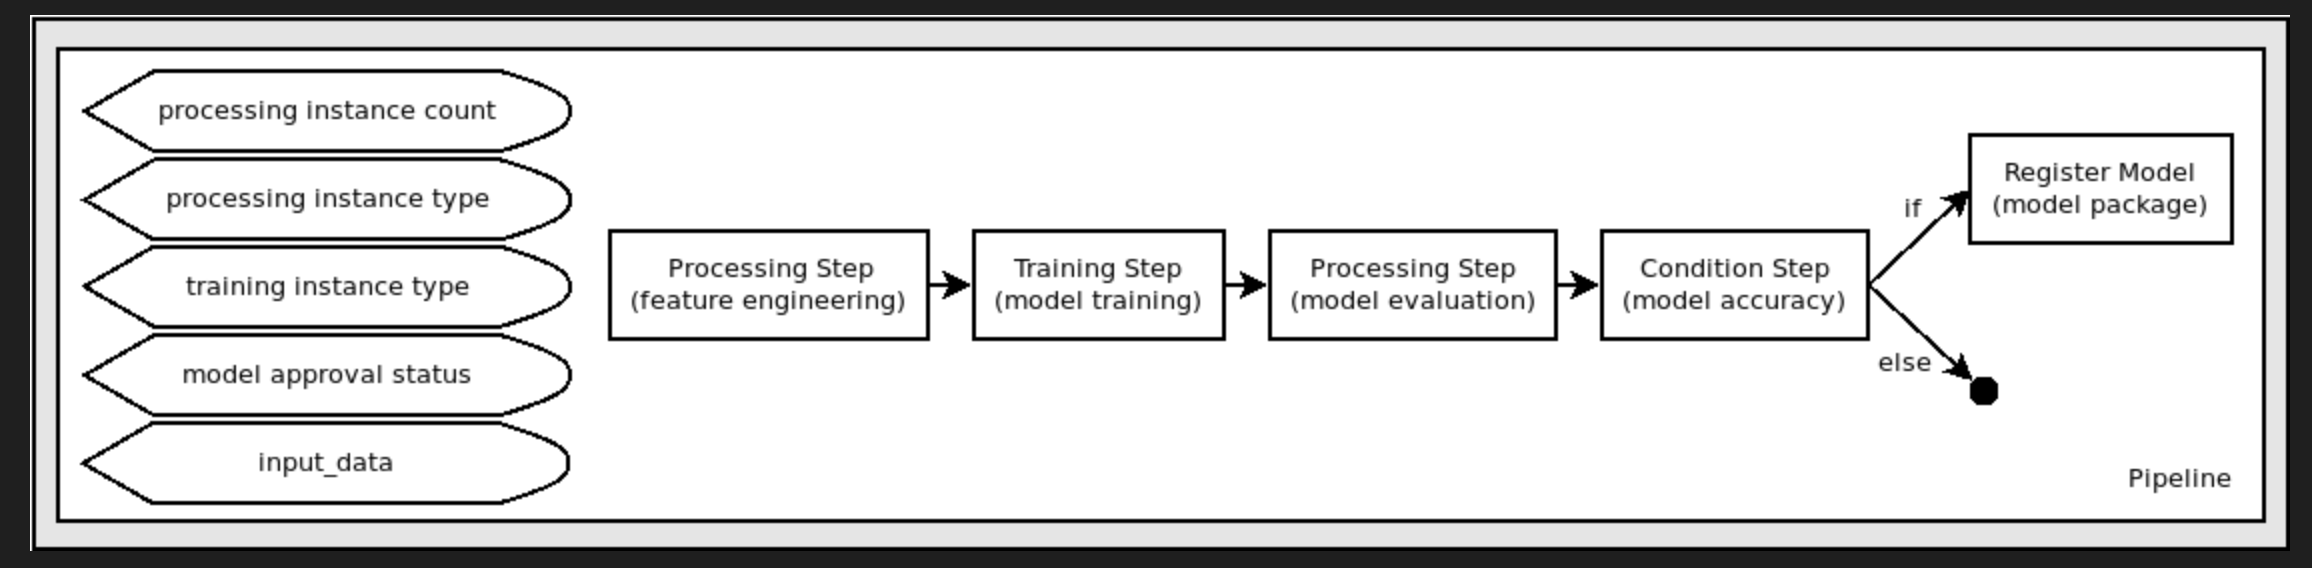 processing instance count
processing instance type
training instance type
model approval status
input_data
Processing Step
(feature engineering)
Training Step
(model training)
Processing Step
(model evaluation)
Condition Step
(model accuracy)
if
else
Register Model
(model package)
Pipeline